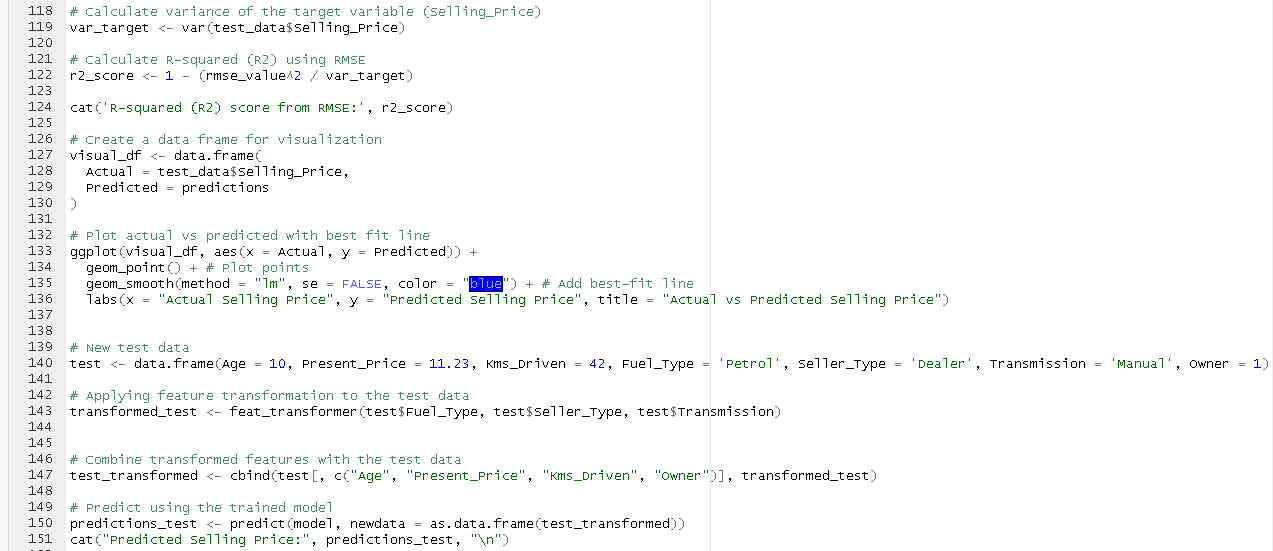 118 # Calculate variance of the target variable (Selling_Price)
119 var_target <- var(test_data$Selling_Price)
120
121 # Calculate R-squared (R2) using RMSE
122 r2_score <- 1 - (rmse_value^2 / var_target)
123
124 cat('R-squared (R2) score from RMSE:', r2_score)
125
126 # Create a data frame for visualization
127 visual_df <- data.frame(
128   Actual = test_data$Selling_Price,
129   Predicted = predictions
130 )
131
132 # Plot actual vs predicted with best fit line
133 ggplot(visual_df, aes(x = Actual, y = Predicted)) +
134   geom_point() + # Plot points
135   geom_smooth(method = "lm", se = FALSE, color = "blue") + # Add best-fit line
136   labs(x = "Actual Selling Price", y = "Predicted Selling Price", title = "Actual vs Predicted Selling Price")
137
138
139 # New test data
140 test <- data.frame(Age = 10, Present_Price = 11.23, Kms_Driven = 42, Fuel_Type = 'Petrol', Seller_Type = 'Dealer', Transmission = 'Manual', Owner = 1)
141
142 # Applying feature transformation to the test data
143 transformed_test <- feat_transformer(test$Fuel_Type, test$Seller_Type, test$Transmission)
144
145
146 # Combine transformed features with the test data
147 test_transformed <- cbind(test[, c("Age", "Present_Price", "Kms_Driven", "Owner")], transformed_test)
148
149 # Predict using the trained model
150 predictions_test <- predict(model, newdata = as.data.frame(test_transformed))
151 cat("Predicted Selling Price:", predictions_test, "\n")